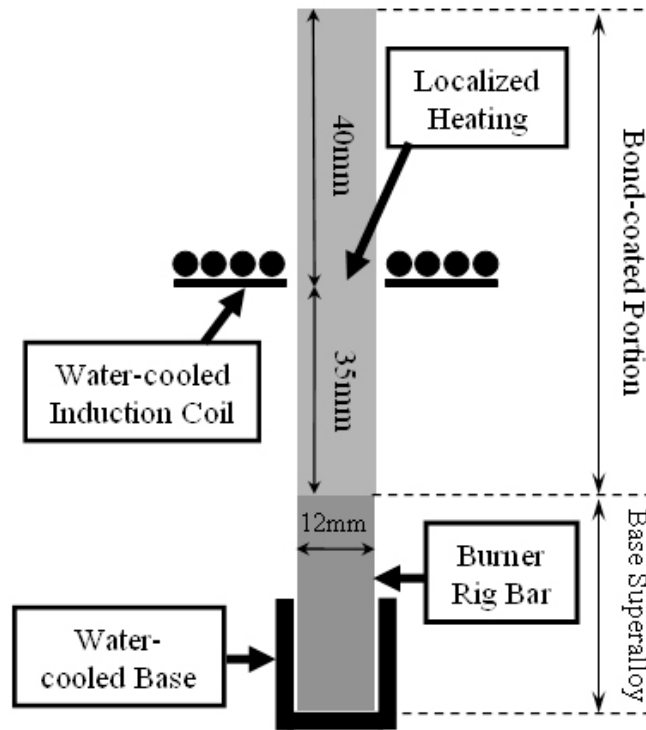 Localized
Heating
40mm
Bond-coated Portion
Water-cooled
Induction Coil
35mm
12mm
Burner
Rig Bar
Base Superalloy
Water-
cooled Base